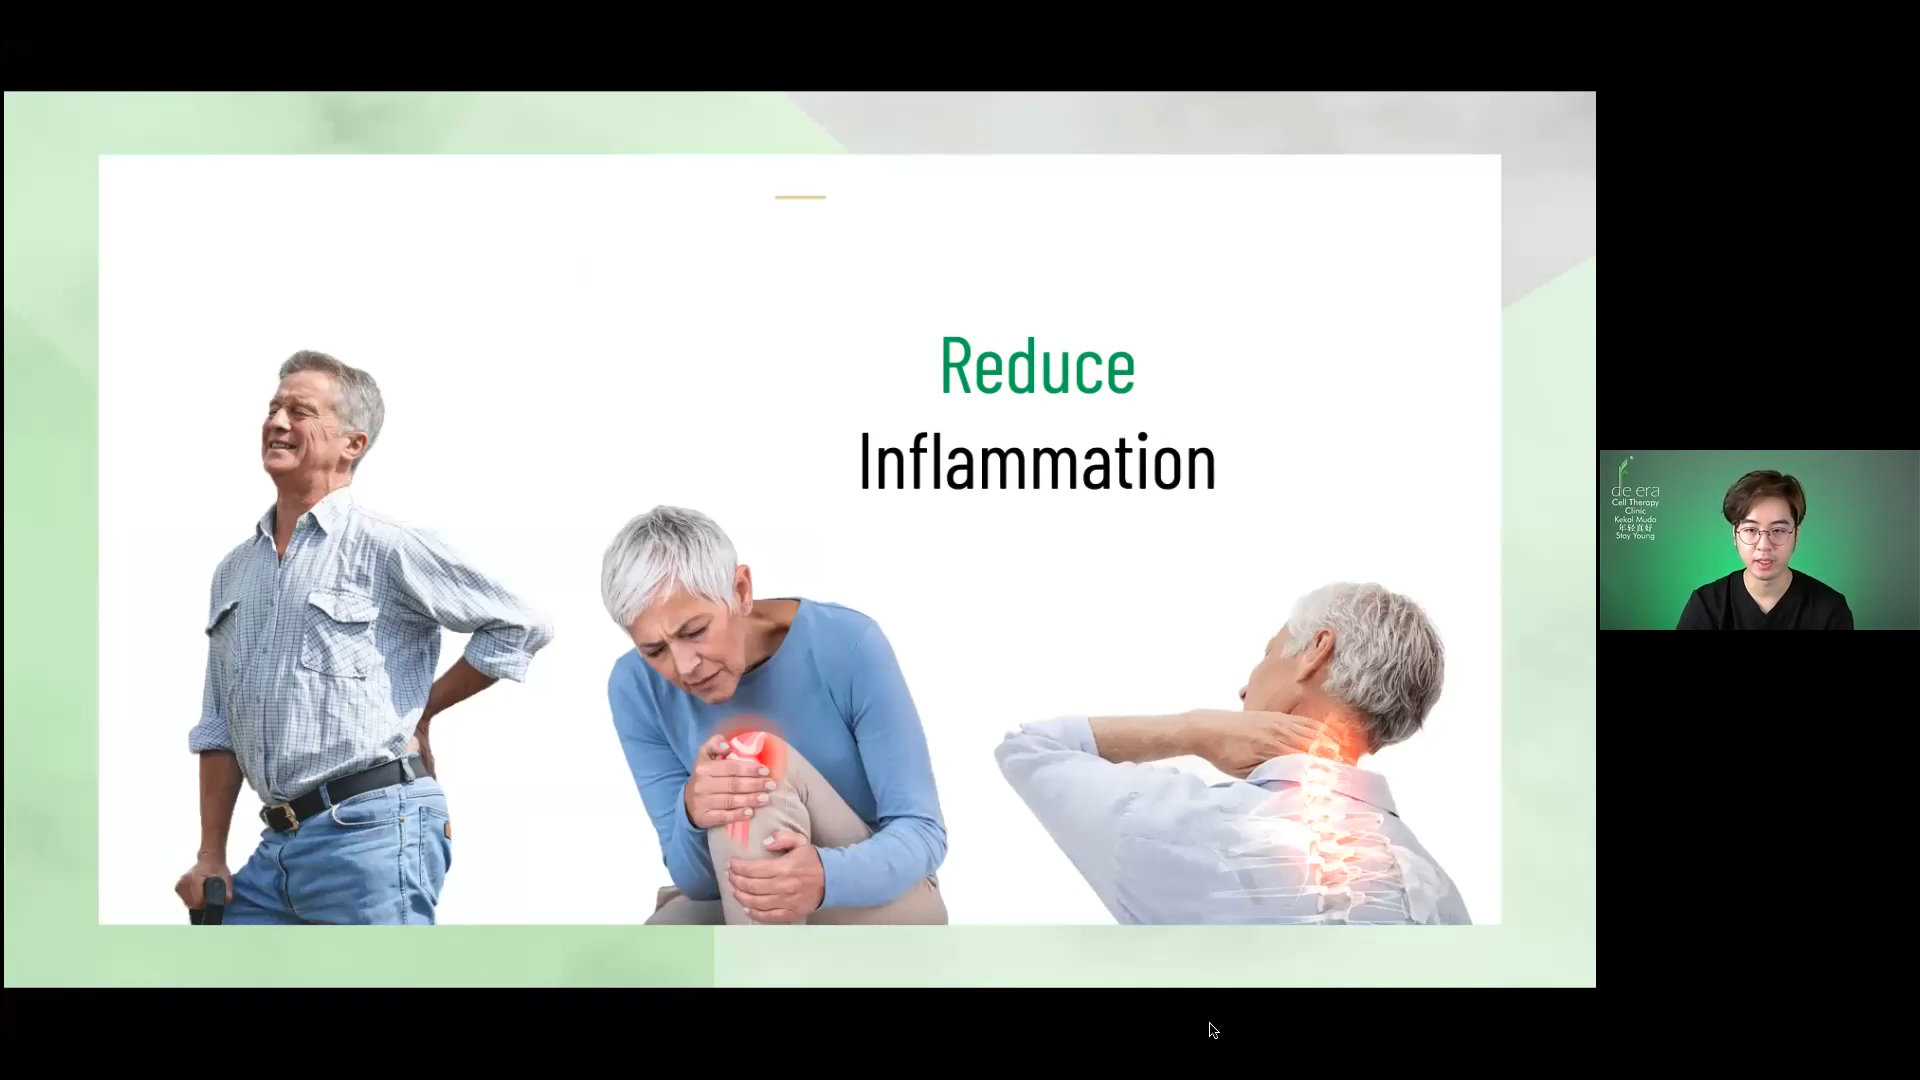 Reduce
Inflammation
de era
Cell Therapy
Clinic
Kekal Muda
年轻真好
Stay Young